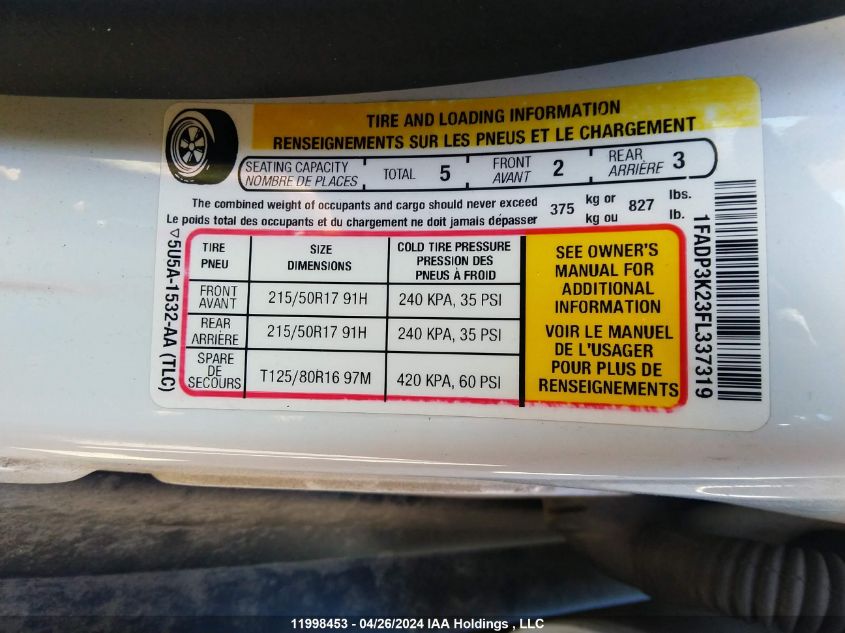 TIRE AND LOADING INFORMATION
RENSEIGNEMENTS SUR LES PNEUS ET LE CHARGEMENT
SEATING CAPACITY
NOMBRE DE PLACES
TOTAL 5
FRONT
AVANT
2
REAR
ARRIÈRE
3
The combined weight of occupants and cargo should never exceed 375 kg or 827 lbs.
Le poids total des occupants et du chargement ne doit jamais dépasser kg ou lb.
TIRE
PNEU
SIZE
DIMENSIONS
COLD TIRE PRESSURE
PRESSION DES
PNEUS À FROID
FRONT
AVANT
215/50R17 91H
240 KPA, 35 PSI
REAR
ARRIÈRE
215/50R17 91H
240 KPA, 35 PSI
SPARE
DE
SECOURS
T125/80R16 97M
420 KPA, 60 PSI
SEE OWNER'S
MANUAL FOR
ADDITIONAL
INFORMATION
VOIR LE MANUEL
DE L'USAGER
POUR PLUS DE
RENSEIGNEMENTS
5U5A-1532-AA (TLC)
1FADP3K23FL337319
11998453 - 04/26/2024 IAA Holdings , LLC